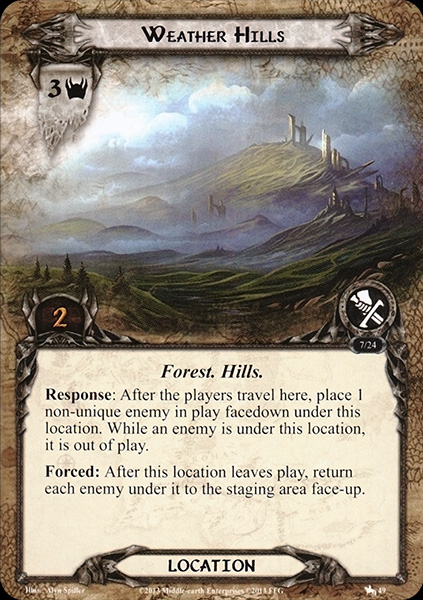 Weather Hills
3
2
7/24
Forest. Hills.
Response: After the players travel here, place 1
non-unique enemy in play facedown under this
location. While an enemy is under this location,
it is out of play.
Forced: After this location leaves play, return
each enemy under it to the staging area face-up.
LOCATION
Illus. Alyn Spiller
©2013 Middle-earth Enterprises ©2013 FFG
49